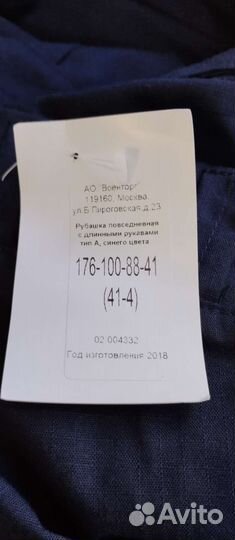 АО "Военторг"
119160, Москва,
ул.Б.Пироговская,д.23
Рубашка повседневная
с длинными рукавами
тип А, синего цвета
176-100-88-41
(41-4)
02 004332
Год изготовления 2018
Avito